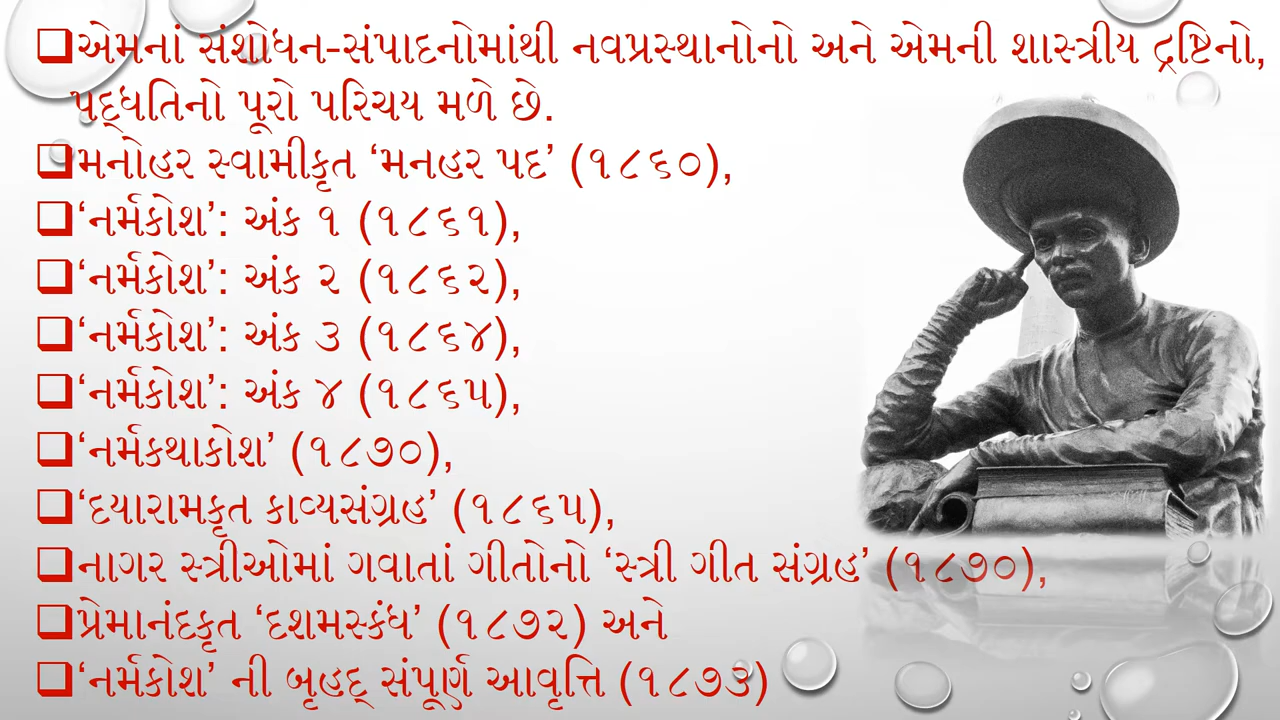 ❑એમનાં સંશોધન-સંપાદનોમાંથી નવપ્રસ્થાનોનો અને એમની શાસ્ત્રીય દ્રષ્ટિનો,
પદ્ધતિનો પૂરો પરિચય મળે છે.
❑મનોહર સ્વામીકૃત ‘મનહર પદ’ (૧૮૬૦),
❑‘નર્મકોશ’: અંક ૧ (૧૮૬૧),
❑‘નર્મકોશ’: અંક ૨ (૧૮૬૨),
❑‘નર્મકોશ’: અંક ૩ (૧૮૬૪),
❑‘નર્મકોશ’: અંક ૪ (૧૮૬૫),
❑‘નર્મકથાકોશ’ (૧૮૭૦),
❑‘દયારામકૃત કાવ્યસંગ્રહ’ (૧૮૬૫),
❑નાગર સ્ત્રીઓમાં ગવાતાં ગીતોનો ‘સ્ત્રી ગીત સંગ્રહ’ (૧૮૭૦),
❑પ્રેમાનંદકૃત ‘દશમસ્કંધ’ (૧૮૭૨) અને
❑‘નર્મકોશ’ ની બૃહદ્ સંપૂર્ણ આવૃત્તિ (૧૮૭૩)